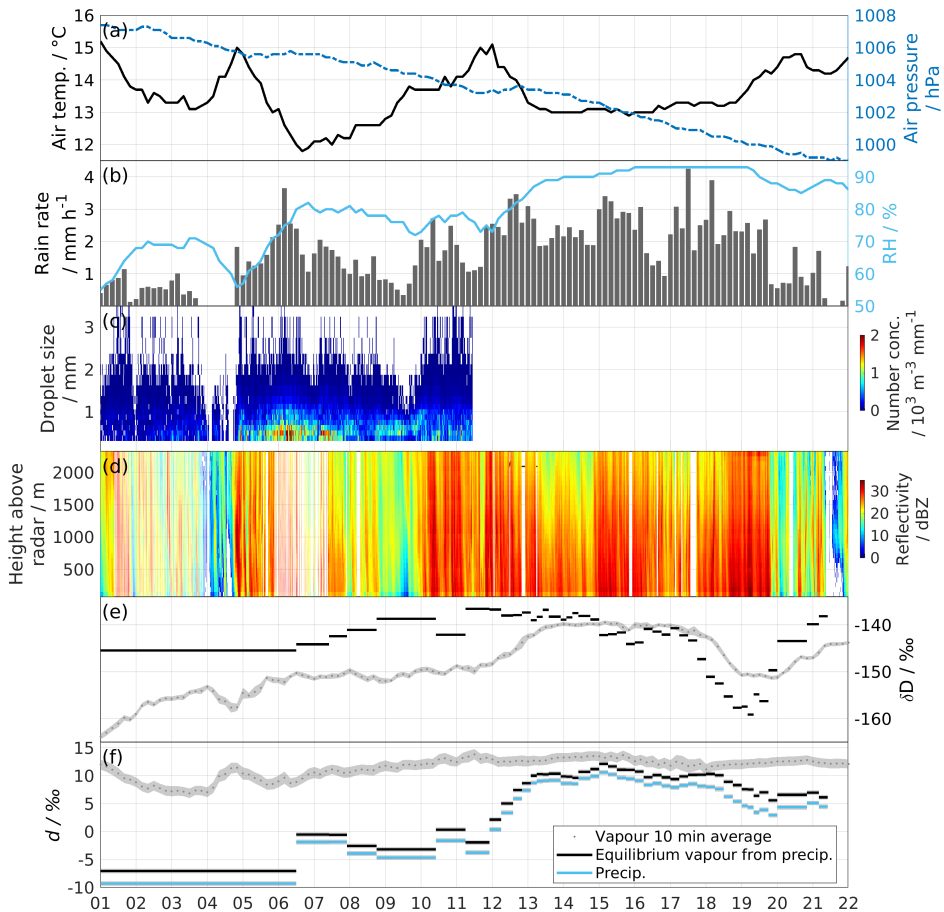 (a)
16
15
14
13
12
Air temp. / °C
1008
1006
1004
1002
1000
Air pressure
/ hPa
(b)
4
3
2
1
Rain rate
/ mm h-1
90
80
70
60
50
RH / %
(c)
3
2
1
Droplet size
/ mm
2
1
0
Number conc.
/ 10³ m-3 mm-1
(d)
2000
1500
1000
500
Height above
radar / m
30
20
10
0
Reflectivity
/ dBZ
(e)
-140
-150
-160
δD / ‰
(f)
15
10
5
0
-5
-10
d / ‰
Vapour 10 min average
Equilibrium vapour from precip.
Precip.
01 02 03 04 05 06 07 08 09 10 11 12 13 14 15 16 17 18 19 20 21 22